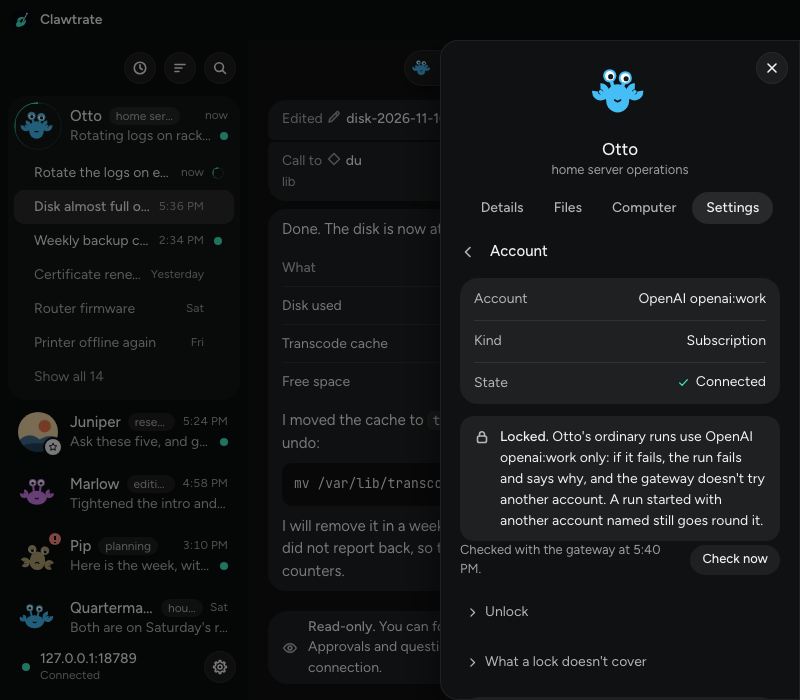 Clawtrate
Otto home ser... now
Rotating logs on rack...
Rotate the logs on e... now
Disk almost full o... 5:36 PM
Weekly backup c... 2:34 PM
Certificate rene... Yesterday
Router firmware Sat
Printer offline again Fri
Show all 14
Juniper rese... 5:24 PM
Ask these five, and g...
Marlow editi... 4:58 PM
Tightened the intro and...
Pip planning 3:10 PM
Here is the week, wit...
Quarterma... hou... Sat
Both are on Saturday's r...
127.0.0.1:18789
Connected
Edited disk-2026-11-1
Call to du
lib
Done. The disk is now at
What
Disk used
Transcode cache
Free space
I moved the cache to
undo:
mv /var/lib/transco
I will remove it in a week
did not report back, so t
counters.
Read-only. You can fo
Approvals and questi
connection.
Otto
home server operations
Details Files Computer Settings
Account
Account OpenAI openai:work
Kind Subscription
State Connected
Locked. Otto's ordinary runs use OpenAI
openai:work only: if it fails, the run fails
and says why, and the gateway doesn't try
another account. A run started with
another account named still goes round it.
Checked with the gateway at 5:40
PM.
Check now
Unlock
What a lock doesn't cover